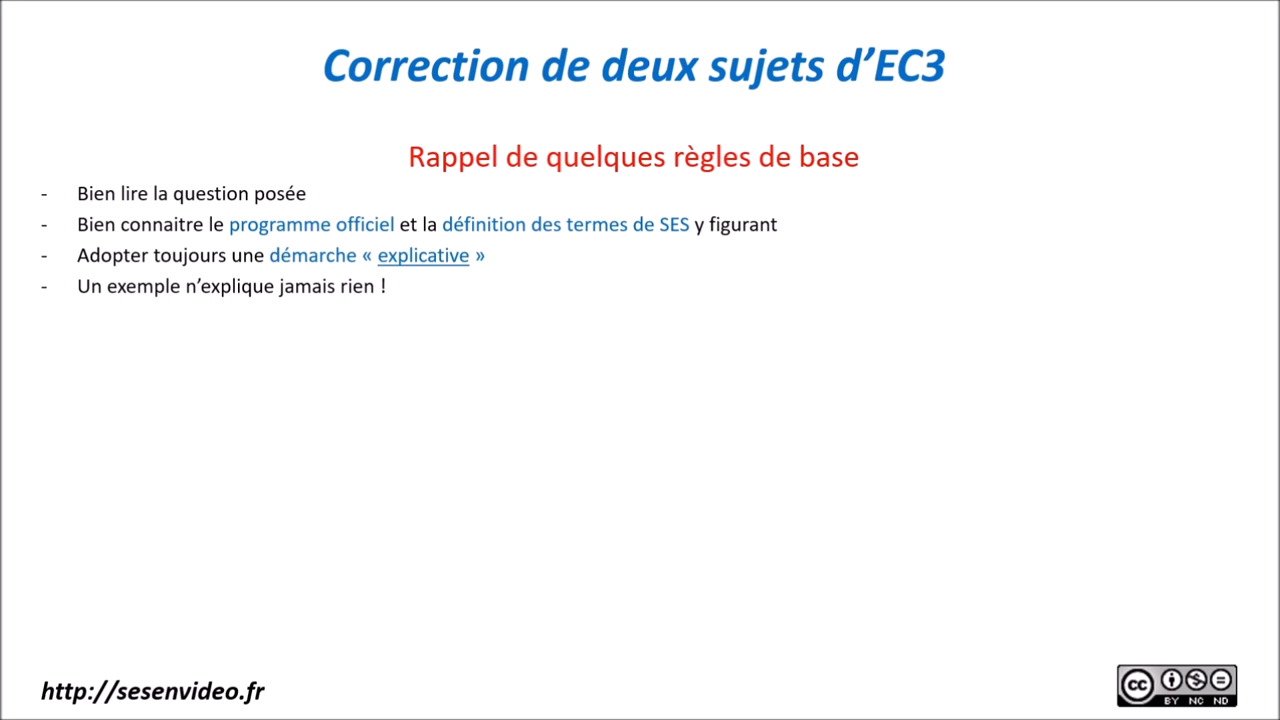 Correction de deux sujets d’EC3
Rappel de quelques règles de base
- Bien lire la question posée
- Bien connaitre le programme officiel et la définition des termes de SES y figurant
- Adopter toujours une démarche « explicative »
- Un exemple n’explique jamais rien !
http://sesenvideo.fr
cc
BY NC ND